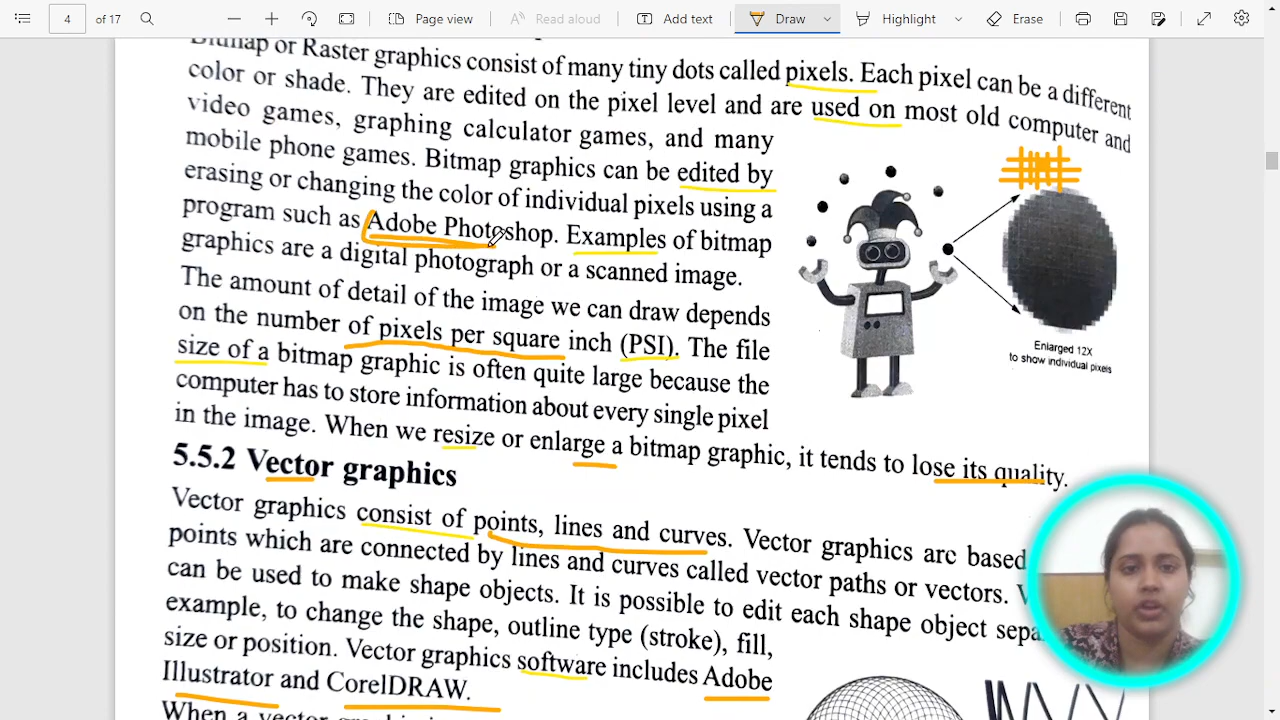 4 of 17 Page view Read aloud Add text Draw Highlight Erase
Bitmap or Raster graphics consist of many tiny dots called pixels. Each pixel can be a different
color or shade. They are edited on the pixel level and are used on most old computer and
video games, graphing calculator games, and many
mobile phone games. Bitmap graphics can be edited by
erasing or changing the color of individual pixels using a
program such as Adobe Photoshop. Examples of bitmap
graphics are a digital photograph or a scanned image.
The amount of detail of the image we can draw depends
on the number of pixels per square inch (PSI). The file
size of a bitmap graphic is often quite large because the
computer has to store information about every single pixel
in the image. When we resize or enlarge a bitmap graphic, it tends to lose its quality.
Enlarged 12X
to show individual pixels
5.5.2 Vector graphics
Vector graphics consist of points, lines and curves. Vector graphics are based
points which are connected by lines and curves called vector paths or vectors.
can be used to make shape objects. It is possible to edit each shape object
example, to change the shape, outline type (stroke), fill,
size or position. Vector graphics software includes Adobe
Illustrator and CorelDRAW.
When a vector graphic